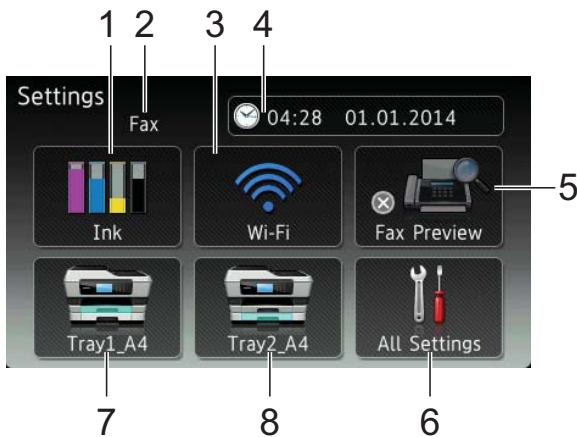 1 2 3 4
Settings
Fax
04:28 01.01.2014
5
Ink Wi-Fi Fax Preview
Tray1_A4 Tray2_A4 All Settings
7 8 6